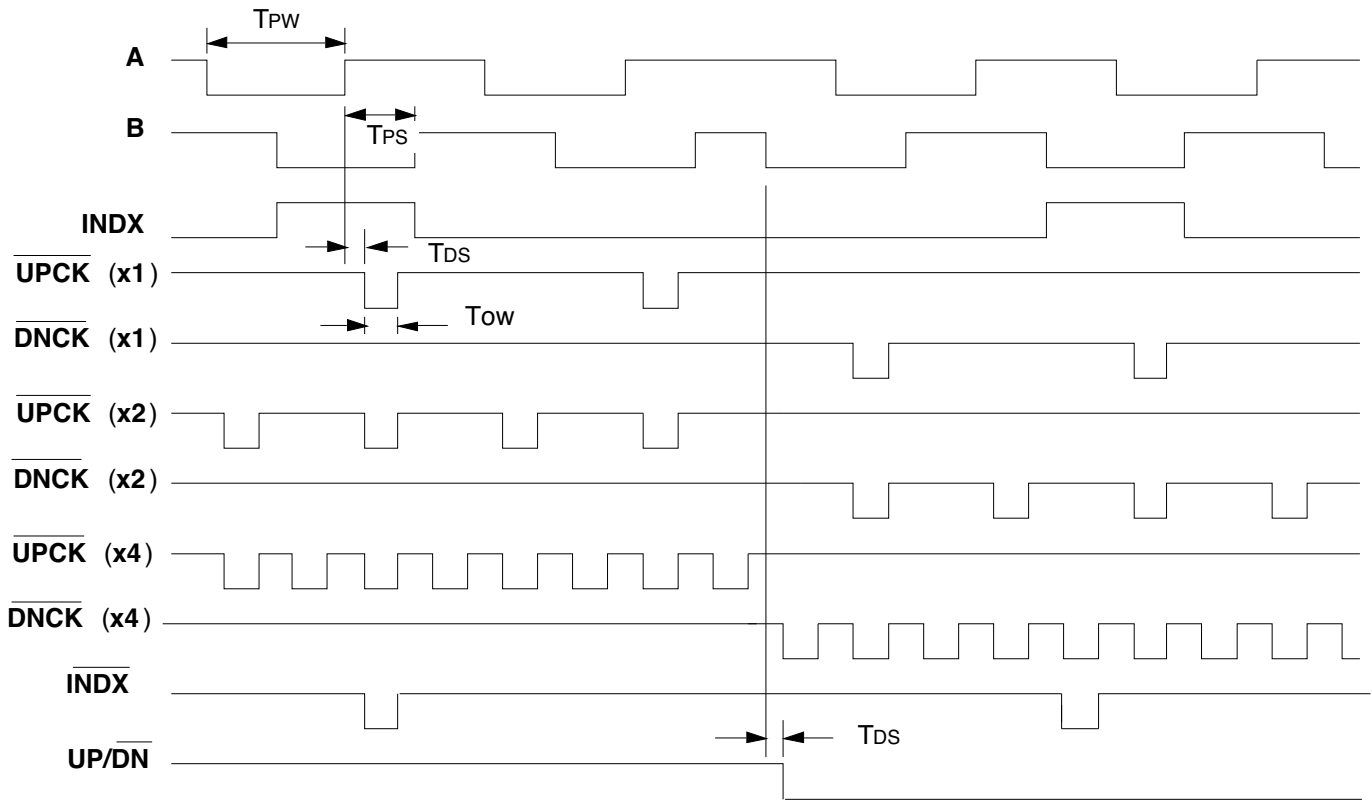 TPW
A
B
TPS
INDX
TDS
UPCK (x1)
TOW
DNCK (x1)
UPCK (x2)
DNCK (x2)
UPCK (x4)
DNCK (x4)
INDX
TDS
UP/DN